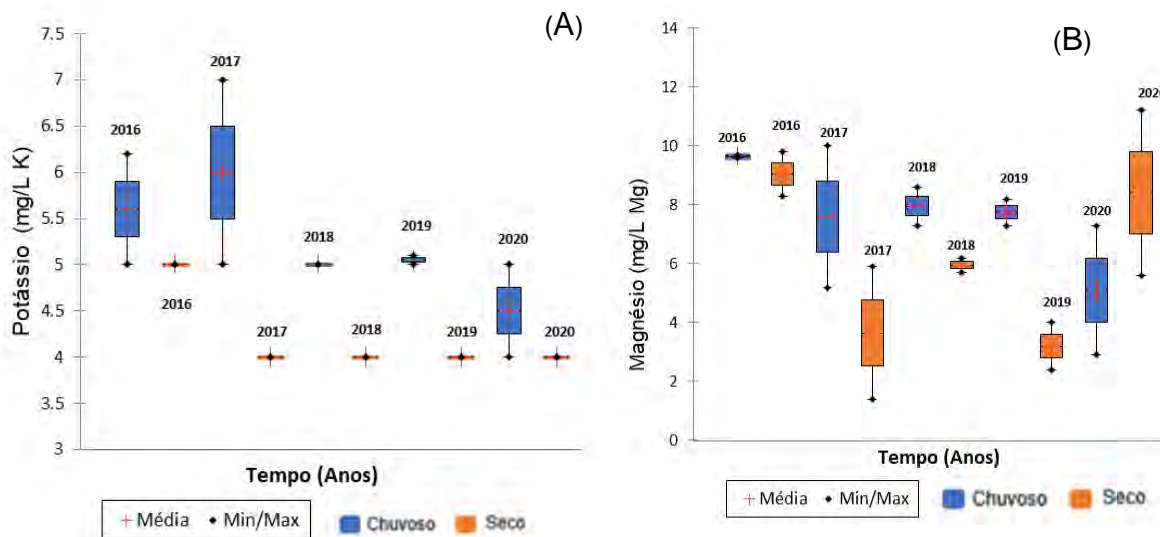 (A)
Potássio (mg/L K)
7.5
7
6.5
6
5.5
5
4.5
4
3.5
3
2016
2016
2017
2017
2018
2018
2019
2019
2020
2020
Tempo (Anos)
Média
Min/Max
Chuvoso
Seco
(B)
Magnésio (mg/L Mg)
14
12
10
8
6
4
2
0
2016
2016
2017
2017
2018
2018
2019
2019
2020
2020
Tempo (Anos)
Média
Min/Max
Chuvoso
Seco